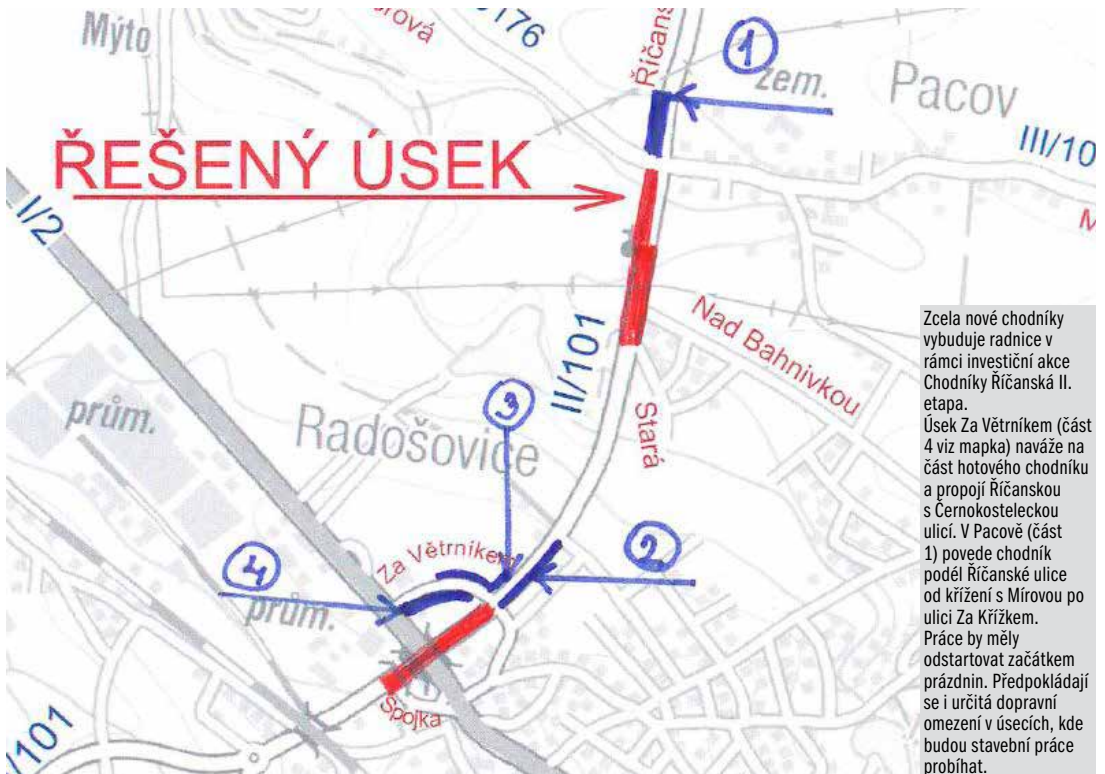 Mýto
176
Říčans
1
zem.
Pacov
III/10
ŘEŠENÝ ÚSEK
I/2
II/101
Nad Bahnivkou
Stará
prům.
Radošovice
3
Za Větrníkem
2
4
prům.
Spojka
/101
Zcela nové chodníky
vybuduje radnice v
rámci investiční akce
Chodníky Říčanská II.
etapa.
Úsek Za Větrníkem (část
4 viz mapka) naváže na
část hotového chodníku
a propojí Říčanskou
s Černokosteleckou
ulicí. V Pacově (část
1) povede chodník
podél Říčanské ulice
od křížení s Mírovou po
ulici Za Křížkem.
Práce by měly
odstartovat začátkem
prázdnin. Předpokládají
se i určitá dopravní
omezení v úsecích, kde
budou stavební práce
probíhat.